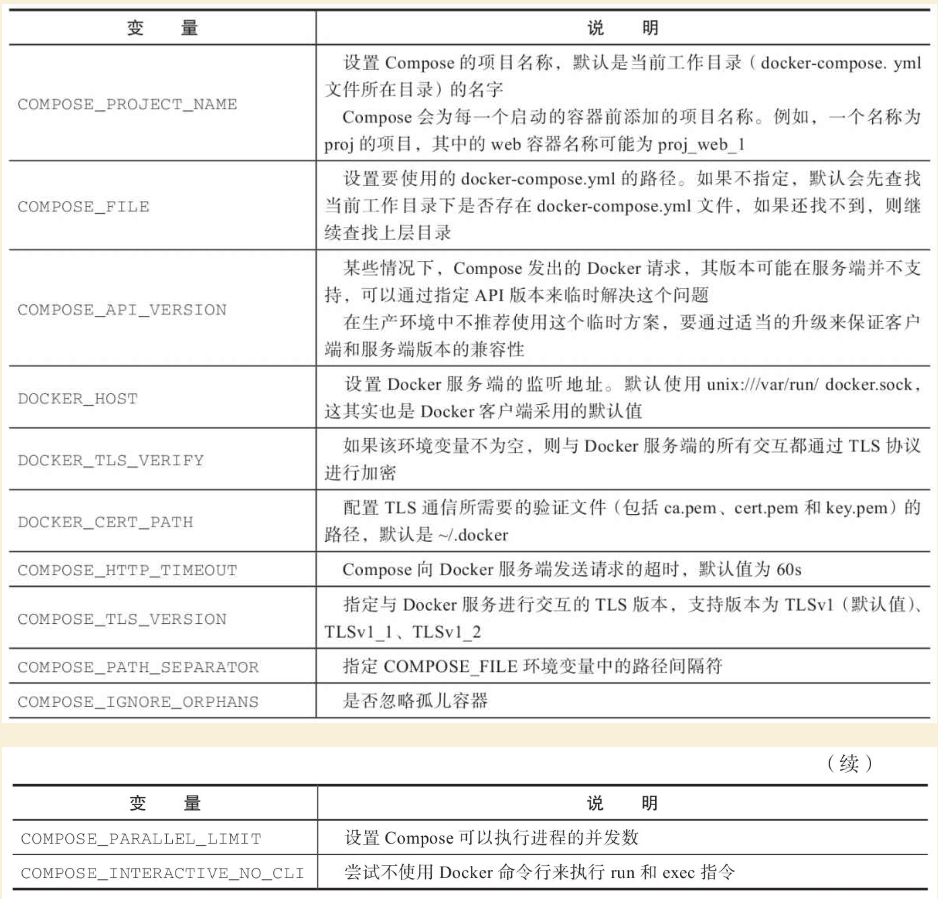 变 量 说 明
COMPOSE_PROJECT_NAME
设置 Compose 的项目名称，默认是当前工作目录（docker-compose. yml
文件所在目录）的名字
Compose 会为每一个启动的容器前添加的项目名称。例如，一个名称为
proj 的项目，其中的 web 容器名称可能为 proj_web_1
COMPOSE_FILE
设置要使用的 docker-compose.yml 的路径。如果不指定，默认会先查找
当前工作目录下是否存在 docker-compose.yml 文件，如果还找不到，则继
续查找上层目录
COMPOSE_API_VERSION
某些情况下，Compose 发出的 Docker 请求，其版本可能在服务端并不支
持，可以通过指定 API 版本来临时解决这个问题
在生产环境中不推荐使用这个临时方案，要通过适当的升级来保证客户
端和服务端版本的兼容性
DOCKER_HOST
设置 Docker 服务端的监听地址。默认使用 unix:///var/run/ docker.sock，
这其实也是 Docker 客户端采用的默认值
DOCKER_TLS_VERIFY
如果该环境变量不为空，则与 Docker 服务端的所有交互都通过 TLS 协议
进行加密
DOCKER_CERT_PATH
配置 TLS 通信所需要的验证文件（包括 ca.pem、cert.pem 和 key.pem）的
路径，默认是 ~/.docker
COMPOSE_HTTP_TIMEOUT Compose 向 Docker 服务端发送请求的超时，默认值为 60s
COMPOSE_TLS_VERSION
指定与 Docker 服务进行交互的 TLS 版本，支持版本为 TLSv1（默认值）、
TLSv1_1、TLSv1_2
COMPOSE_PATH_SEPARATOR 指定 COMPOSE_FILE 环境变量中的路径间隔符
COMPOSE_IGNORE_ORPHANS 是否忽略孤儿容器
（续）
变 量 说 明
COMPOSE_PARALLEL_LIMIT 设置 Compose 可以执行进程的并发数
COMPOSE_INTERACTIVE_NO_CLI 尝试不使用 Docker 命令行来执行 run 和 exec 指令